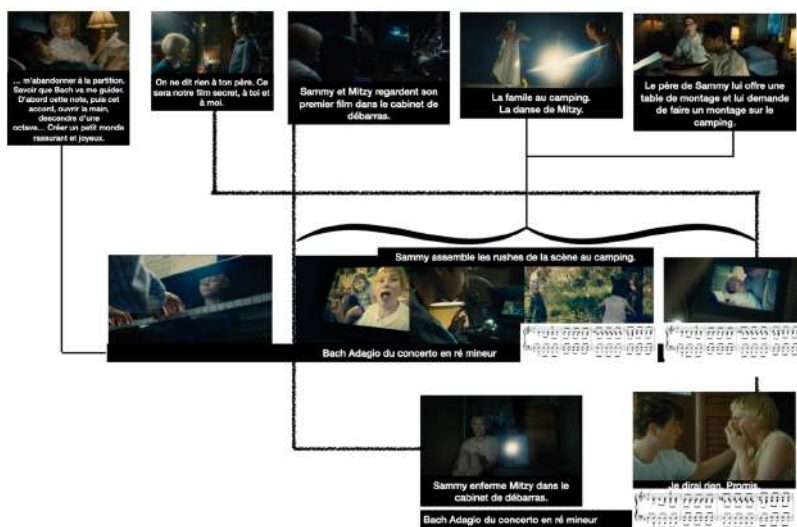 ... m'abandonner à la partition.
Savoir que Bach va me guider.
D'abord cette note, puis cet
accord, ouvrir la main,
descendre d'une
octave... Créer un petit monde
rassurant et joyeux.
On ne dit rien à ton père. Ce
sera notre film secret, à toi et
à moi.
Sammy et Mitzy regardent son
premier film dans le cabinet de
débarras.
La famile au camping.
La danse de Mitzy.
Le père de Sammy lui offre une
table de montage et lui demande
de faire un montage sur le
camping.
Sammy assemble les rushes de la scène au camping.
Bach Adagio du concerto en ré mineur
Sammy enferme Mitzy dans le
cabinet de débarras.
Je dirai rien. Promis.
Bach Adagio du concerto en ré mineur